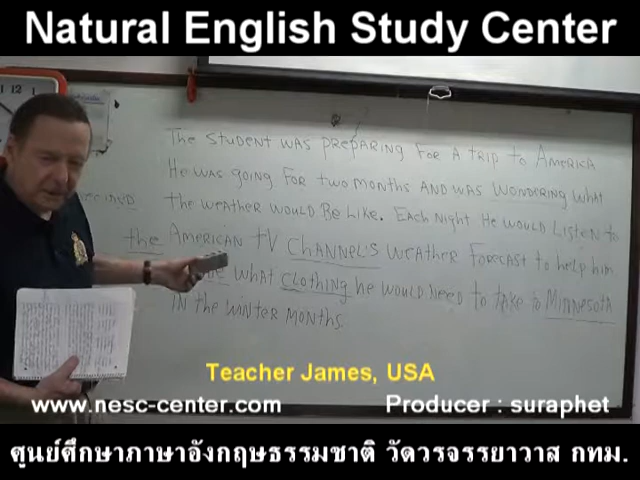 Natural English Study Center
The student was preparing for a trip to America
He was going for two months and was wondering what
the weather would be like. Each night he would listen to
the American TV Channel's weather forecast to help him
what clothing he would need to take to Minnesota
in the winter months.
Teacher James, USA
www.nesc-center.com
Producer : suraphet
ศูนย์ศึกษาภาษาอังกฤษธรรมชาติ วัดวรจรรยาวาส กทม.